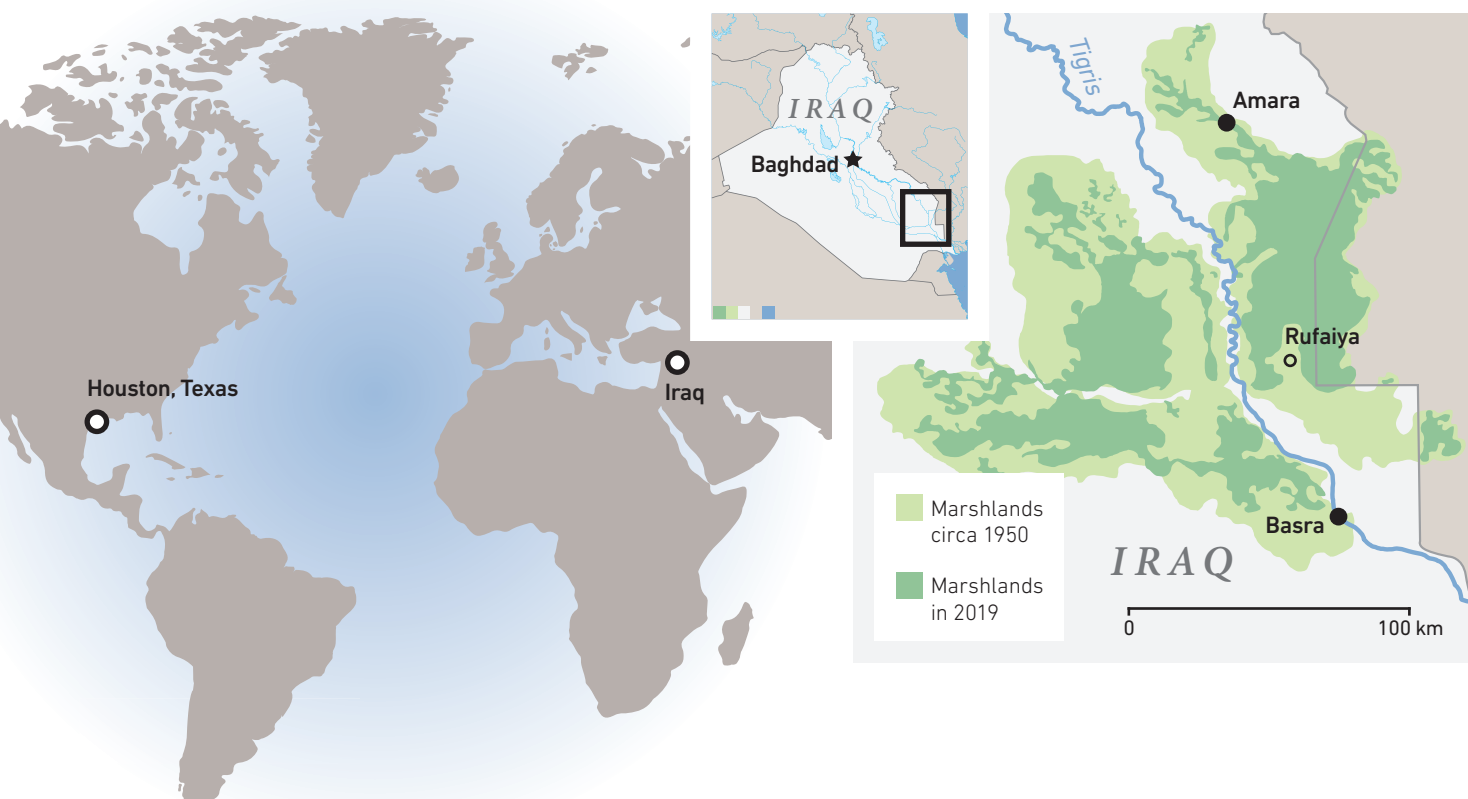 Houston, Texas
Iraq
IRAQ
Baghdad
Tigris
Amara
Rufaiya
Basra
IRAQ
Marshlands
circa 1950
Marshlands
in 2019
0
100 km